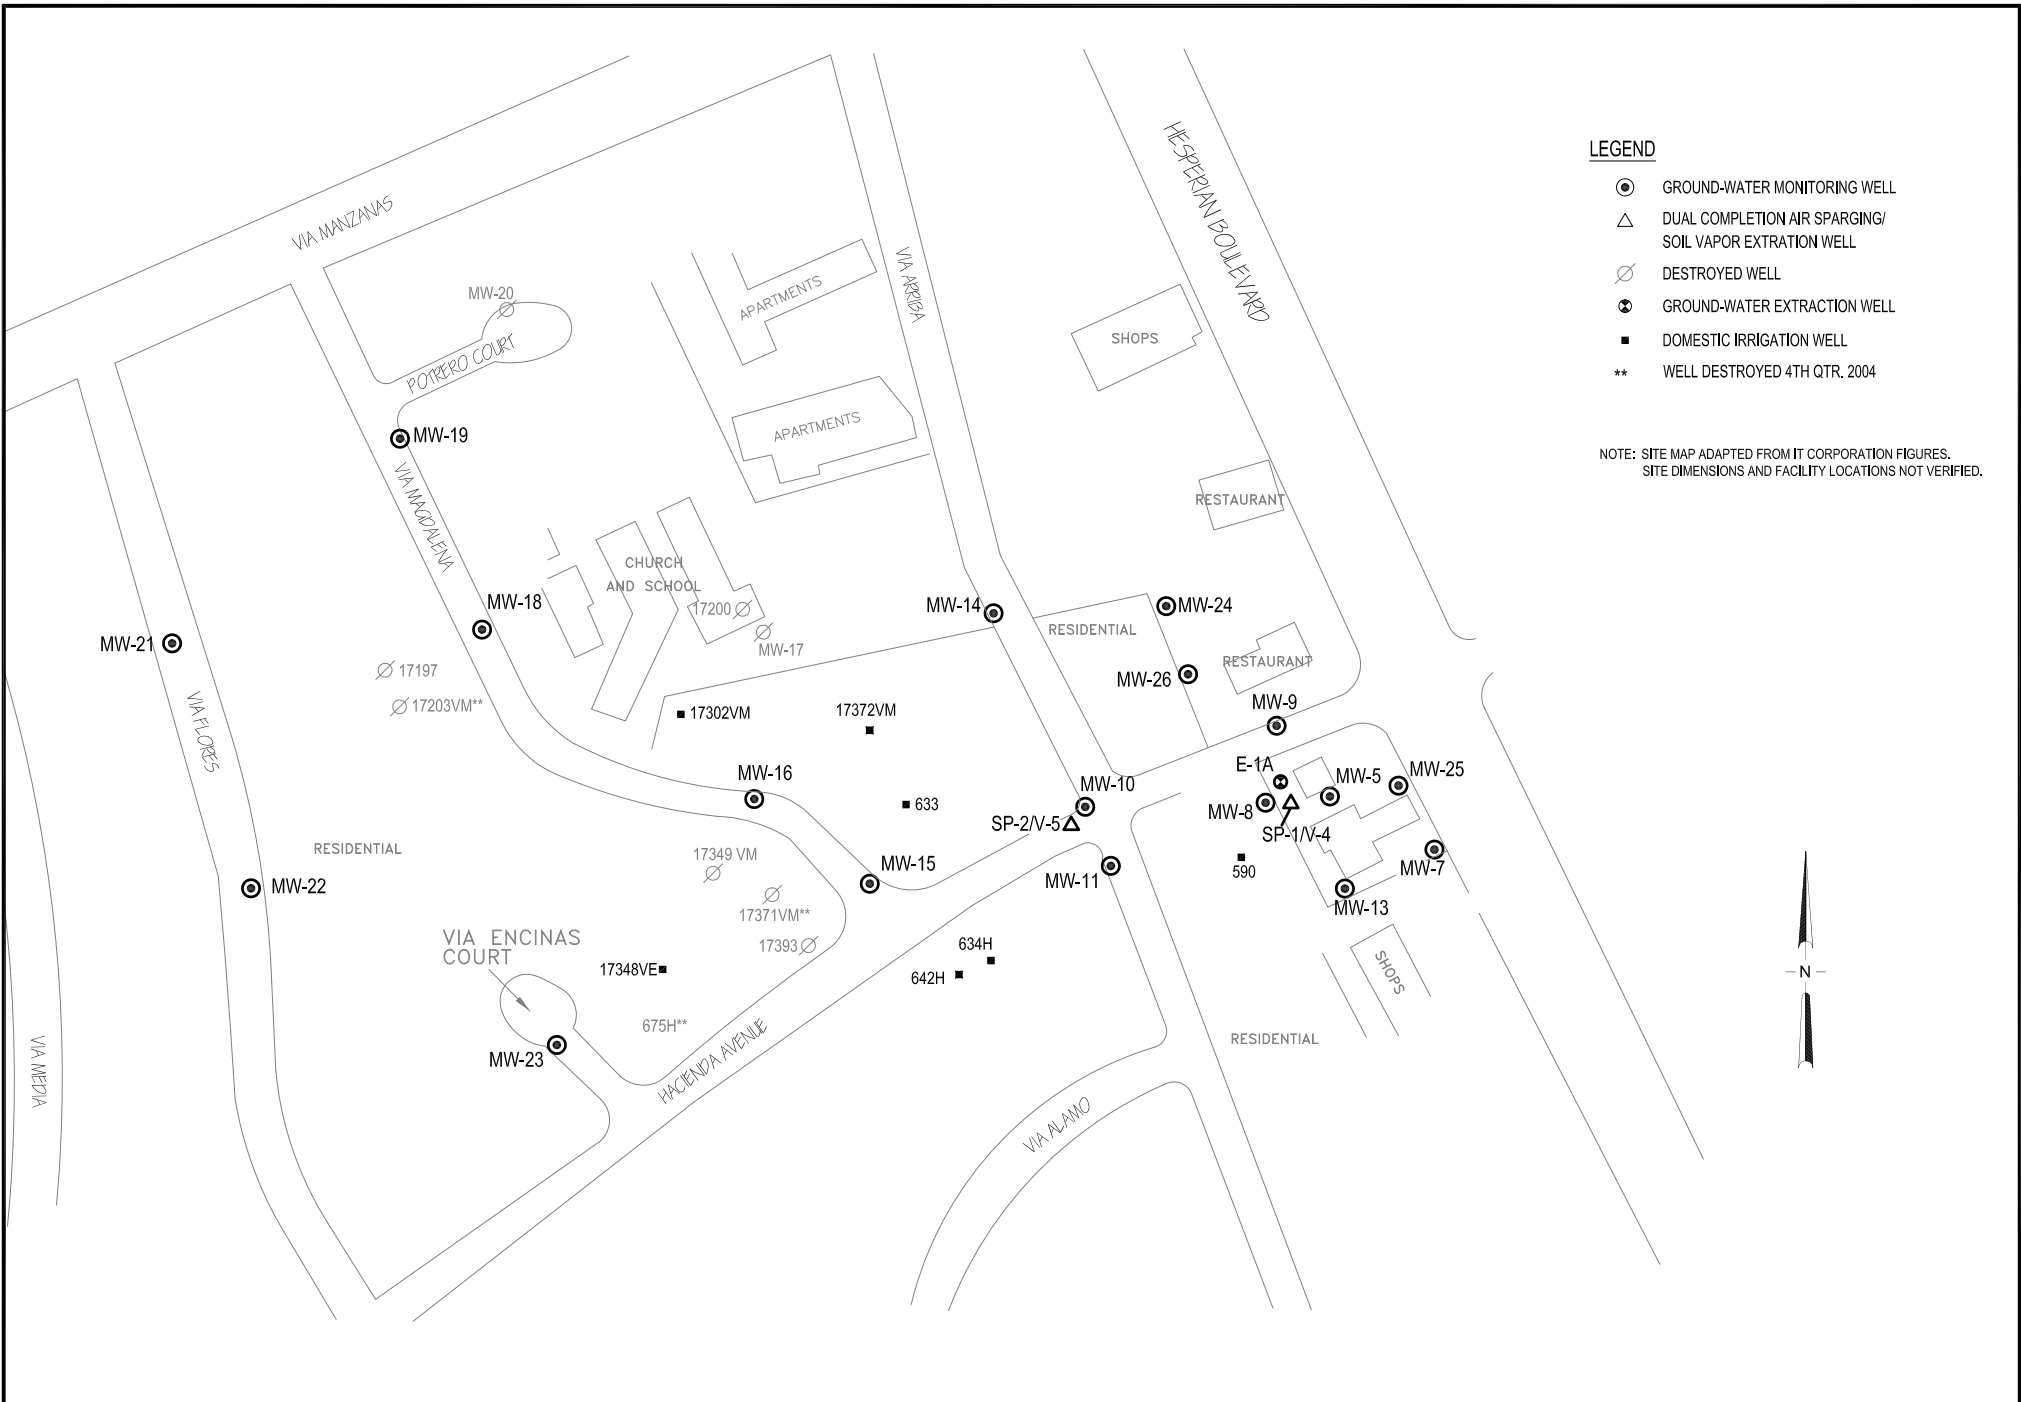 LEGEND
GROUND-WATER MONITORING WELL
DUAL COMPLETION AIR SPARGING/
SOIL VAPOR EXTRATION WELL
DESTROYED WELL
GROUND-WATER EXTRACTION WELL
DOMESTIC IRRIGATION WELL
** WELL DESTROYED 4TH QTR. 2004
NOTE: SITE MAP ADAPTED FROM IT CORPORATION FIGURES.
SITE DIMENSIONS AND FACILITY LOCATIONS NOT VERIFIED.
HESPERIAN BOULEVARD
VIA MANZANAS
VIA ARRIBA
MW-20
APARTMENTS
POTRERO COURT
SHOPS
APARTMENTS
MW-19
VIA MAGDALENA
RESTAURANT
CHURCH
AND SCHOOL
MW-18
17200
MW-14
MW-24
RESIDENTIAL
MW-21
MW-17
17197
RESTAURANT
MW-26
17203VM**
17302VM
17372VM
MW-9
VIA FLORES
E-1A
MW-16
MW-5
MW-25
MW-10
633
MW-8
SP-2/V-5
SP-1/V-4
RESIDENTIAL
17349 VM
MW-15
MW-11
590
MW-7
MW-22
17371VM**
MW-13
VIA ENCINAS
COURT
17393
634H
17348VE
642H
SHOPS
N
675H**
RESIDENTIAL
MW-23
HACIENDA AVENUE
VIA MEDIA
VIA ALAMO